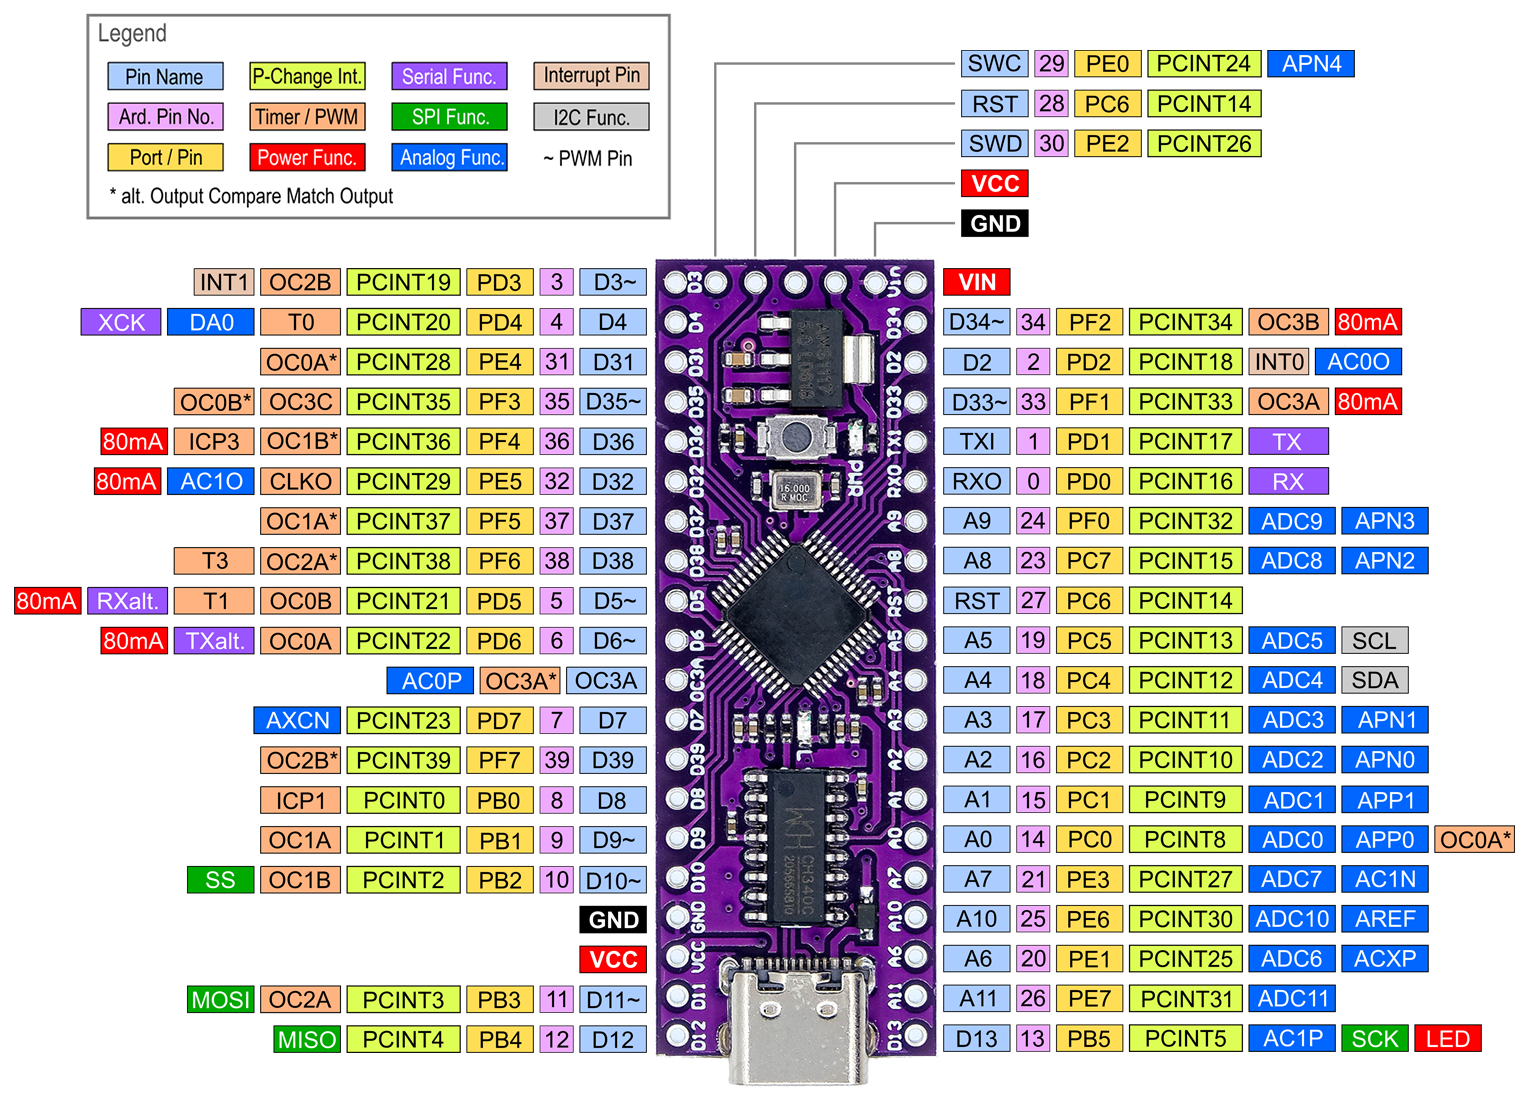 Legend
Pin Name P-Change Int. Serial Func. Interrupt Pin
Ard. Pin No. Timer / PWM SPI Func. I2C Func.
Port / Pin Power Func. Analog Func. ~ PWM Pin
* alt. Output Compare Match Output
SWC 29 PE0 PCINT24 APN4
RST 28 PC6 PCINT14
SWD 30 PE2 PCINT26
VCC
GND
INT1 OC2B PCINT19 PD3 3 D3~ D3 Vin VIN
XCK DA0 T0 PCINT20 PD4 4 D4 D4 D34 D34~ 34 PF2 PCINT34 OC3B 80mA
OC0A* PCINT28 PE4 31 D31 D31 D2 D2 2 PD2 PCINT18 INT0 AC0O
OC0B* OC3C PCINT35 PF3 35 D35~ D35 D33 D33~ 33 PF1 PCINT33 OC3A 80mA
80mA ICP3 OC1B* PCINT36 PF4 36 D36 D36 TX1 TXI 1 PD1 PCINT17 TX
PWR
80mA AC1O CLKO PCINT29 PE5 32 D32 D32 16.000 RXO RXO 0 PD0 PCINT16 RX
OC1A* PCINT37 PF5 37 D37 D37 A9 A9 24 PF0 PCINT32 ADC9 APN3
T3 OC2A* PCINT38 PF6 38 D38 D38 A8 A8 23 PC7 PCINT15 ADC8 APN2
80mA RXalt. T1 OC0B PCINT21 PD5 5 D5~ D5 RST RST 27 PC6 PCINT14
80mA TXalt. OC0A PCINT22 PD6 6 D6~ D6 A5 A5 19 PC5 PCINT13 ADC5 SCL
AC0P OC3A* OC3A OC3A A4 A4 18 PC4 PCINT12 ADC4 SDA
AXCN PCINT23 PD7 7 D7 D7 A3 A3 17 PC3 PCINT11 ADC3 APN1
OC2B* PCINT39 PF7 39 D39 D39 L A2 A2 16 PC2 PCINT10 ADC2 APN0
ICP1 PCINT0 PB0 8 D8 D8 A1 A1 15 PC1 PCINT9 ADC1 APP1
OC1A PCINT1 PB1 9 D9~ D9 A0 A0 14 PC0 PCINT8 ADC0 APP0 OC0A*
CH340C
205665810
SS OC1B PCINT2 PB2 10 D10~ D10 A7 A7 21 PE3 PCINT27 ADC7 AC1N
GND GND A10 A10 25 PE6 PCINT30 ADC10 AREF
VCC VCC A6 A6 20 PE1 PCINT25 ADC6 ACXP
MOSI OC2A PCINT3 PB3 11 D11~ D11 A11 A11 26 PE7 PCINT31 ADC11
MISO PCINT4 PB4 12 D12 D12 D13 D13 13 PB5 PCINT5 AC1P SCK LED